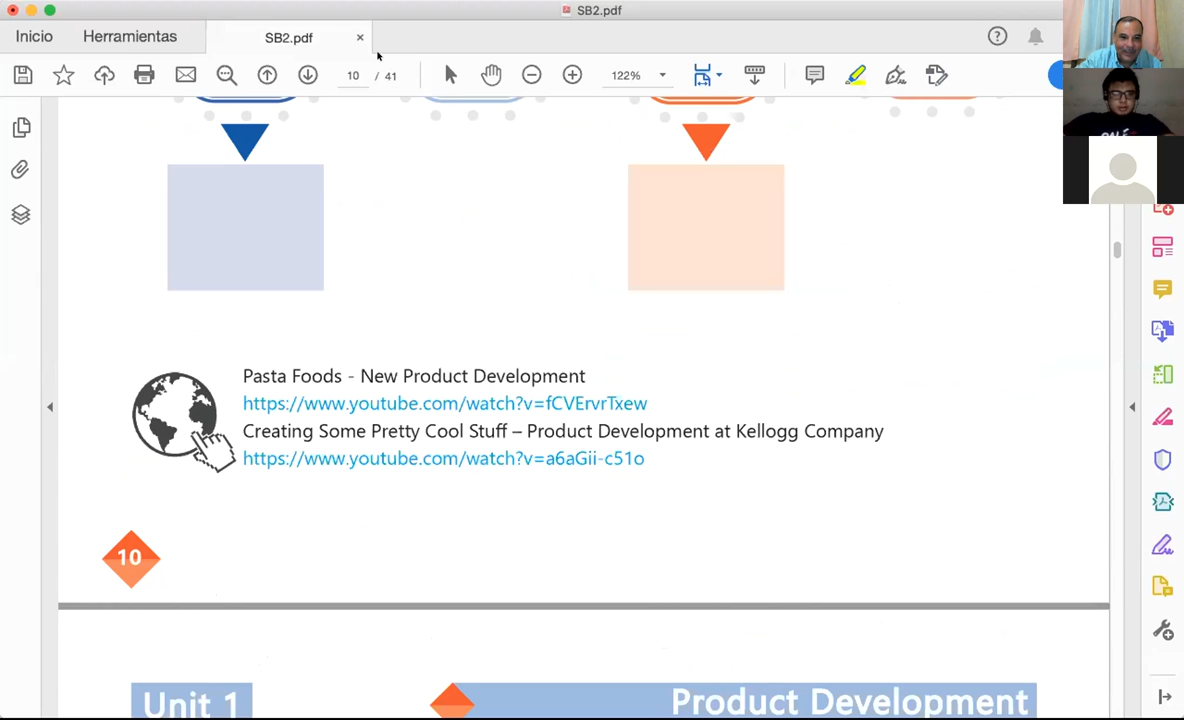 SB2.pdf
Inicio Herramientas SB2.pdf
10 / 41 122%
Pasta Foods - New Product Development
https://www.youtube.com/watch?v=fCVErvrTxew
Creating Some Pretty Cool Stuff – Product Development at Kellogg Company
https://www.youtube.com/watch?v=a6aGii-c51o
10
Unit 1 Product Development